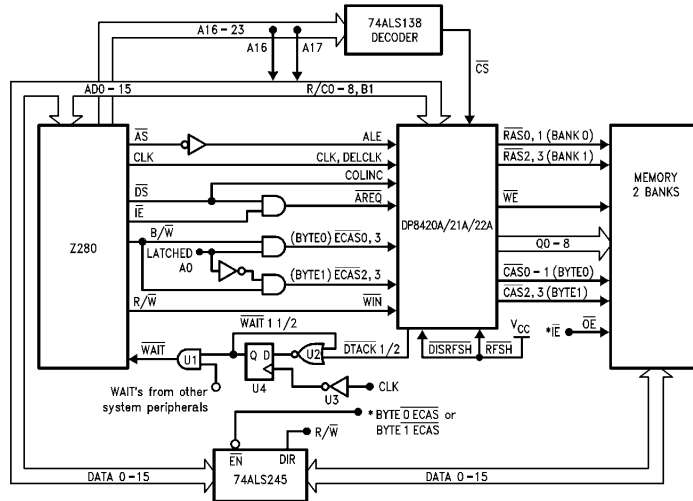 74ALS138
DECODER
A16-23
A16
A17
CS
AD0-15
R/C0-8, B1
Z280
AS
CLK
DS
IE
B/W
LATCHED
A0
R/W
WAIT
ALE
CLK, DELCLK
COLINC
AREQ
(BYTE0) ECAS0, 3
(BYTE1) ECAS2, 3
WIN
DP8420A/21A/22A
RAS0, 1 (BANK 0)
RAS2, 3 (BANK 1)
WE
Q0-8
CAS0-1 (BYTE0)
CAS2, 3 (BYTE1)
MEMORY
2 BANKS
*IE
OE
VCC
DISRFSH
RFSH
WAIT 1 1/2
DTACK 1/2
U1
Q D
U4
U2
U3
CLK
WAIT's from other
system peripherals
* BYTE 0 ECAS or
BYTE 1 ECAS
R/W
EN
DIR
74ALS245
DATA 0-15
DATA 0-15